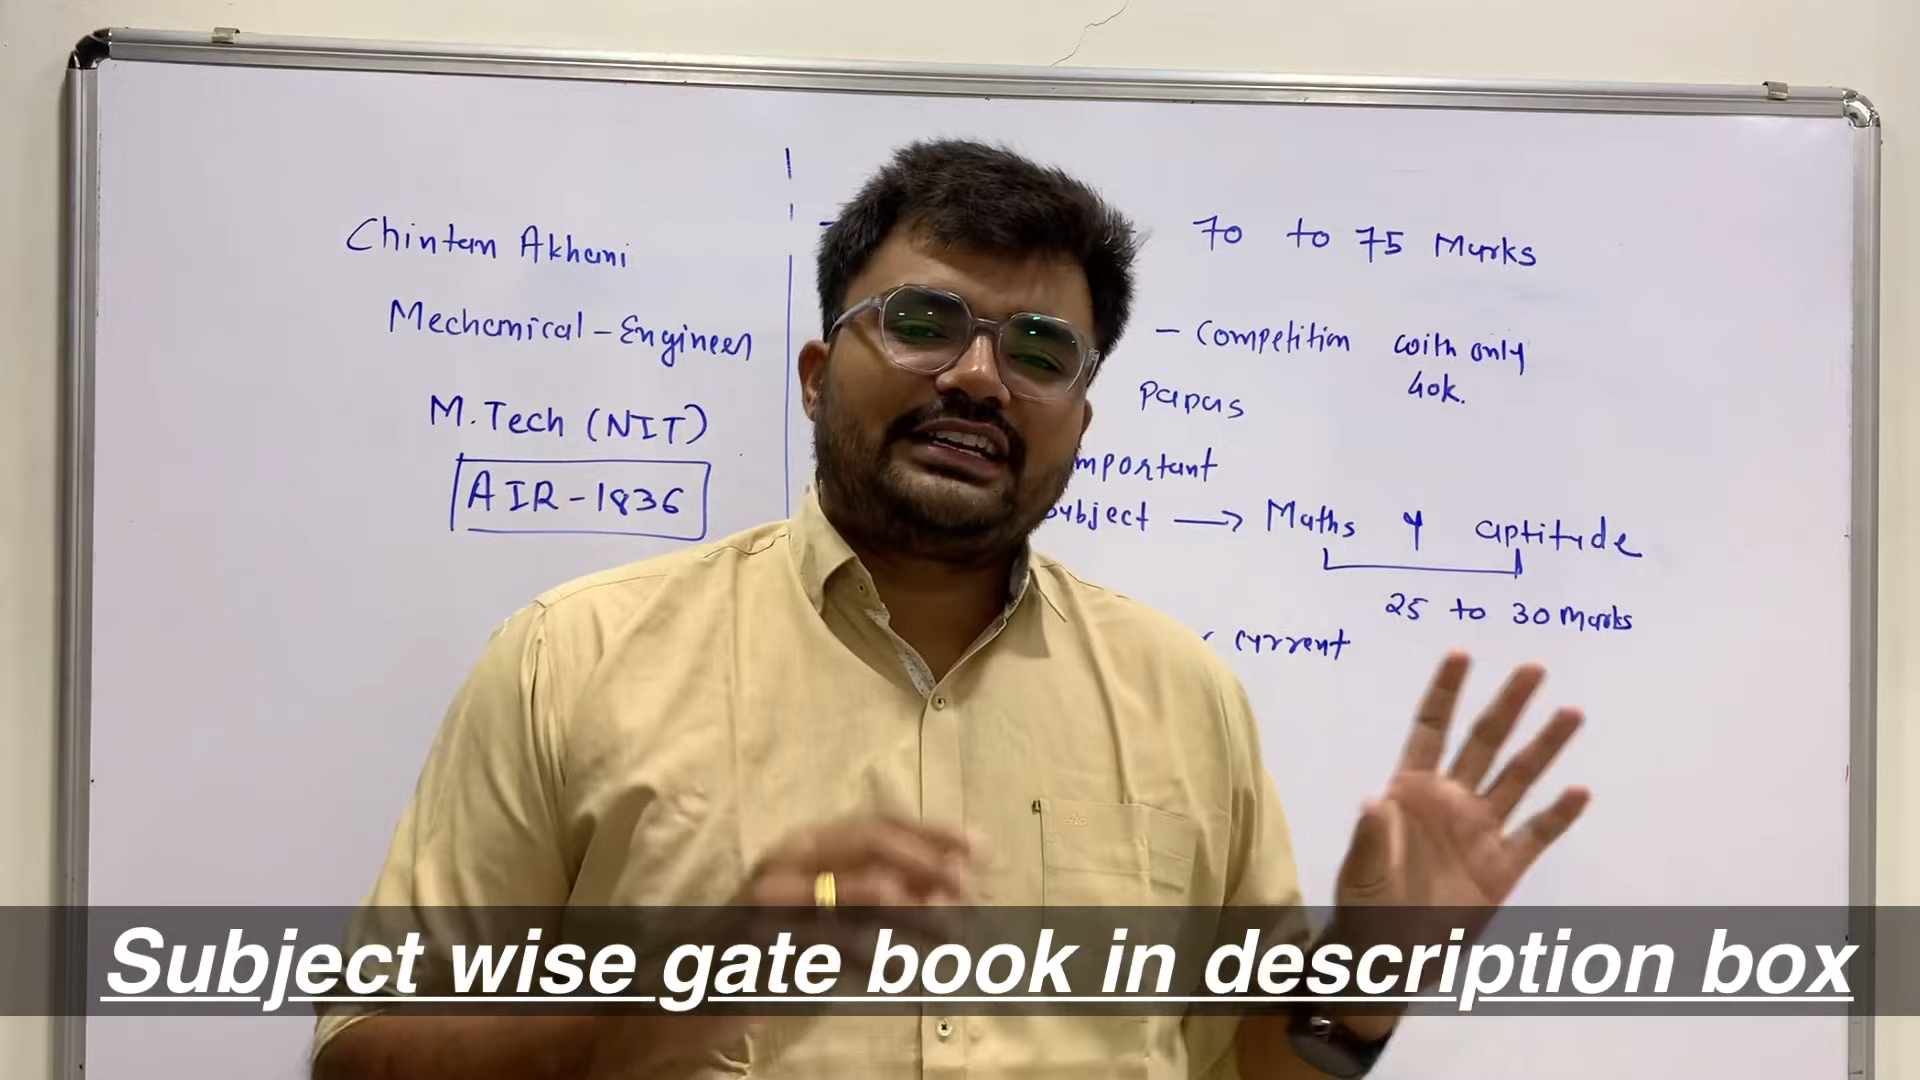 Chintan Akhani
Mechanical - Engineer
M.Tech (NIT)
AIR - 1836
70 to 75 Marks
- Competition with only
40k.
papers
mportant
subject → Maths & aptitude
25 to 30 marks
current
Subject wise gate book in description box